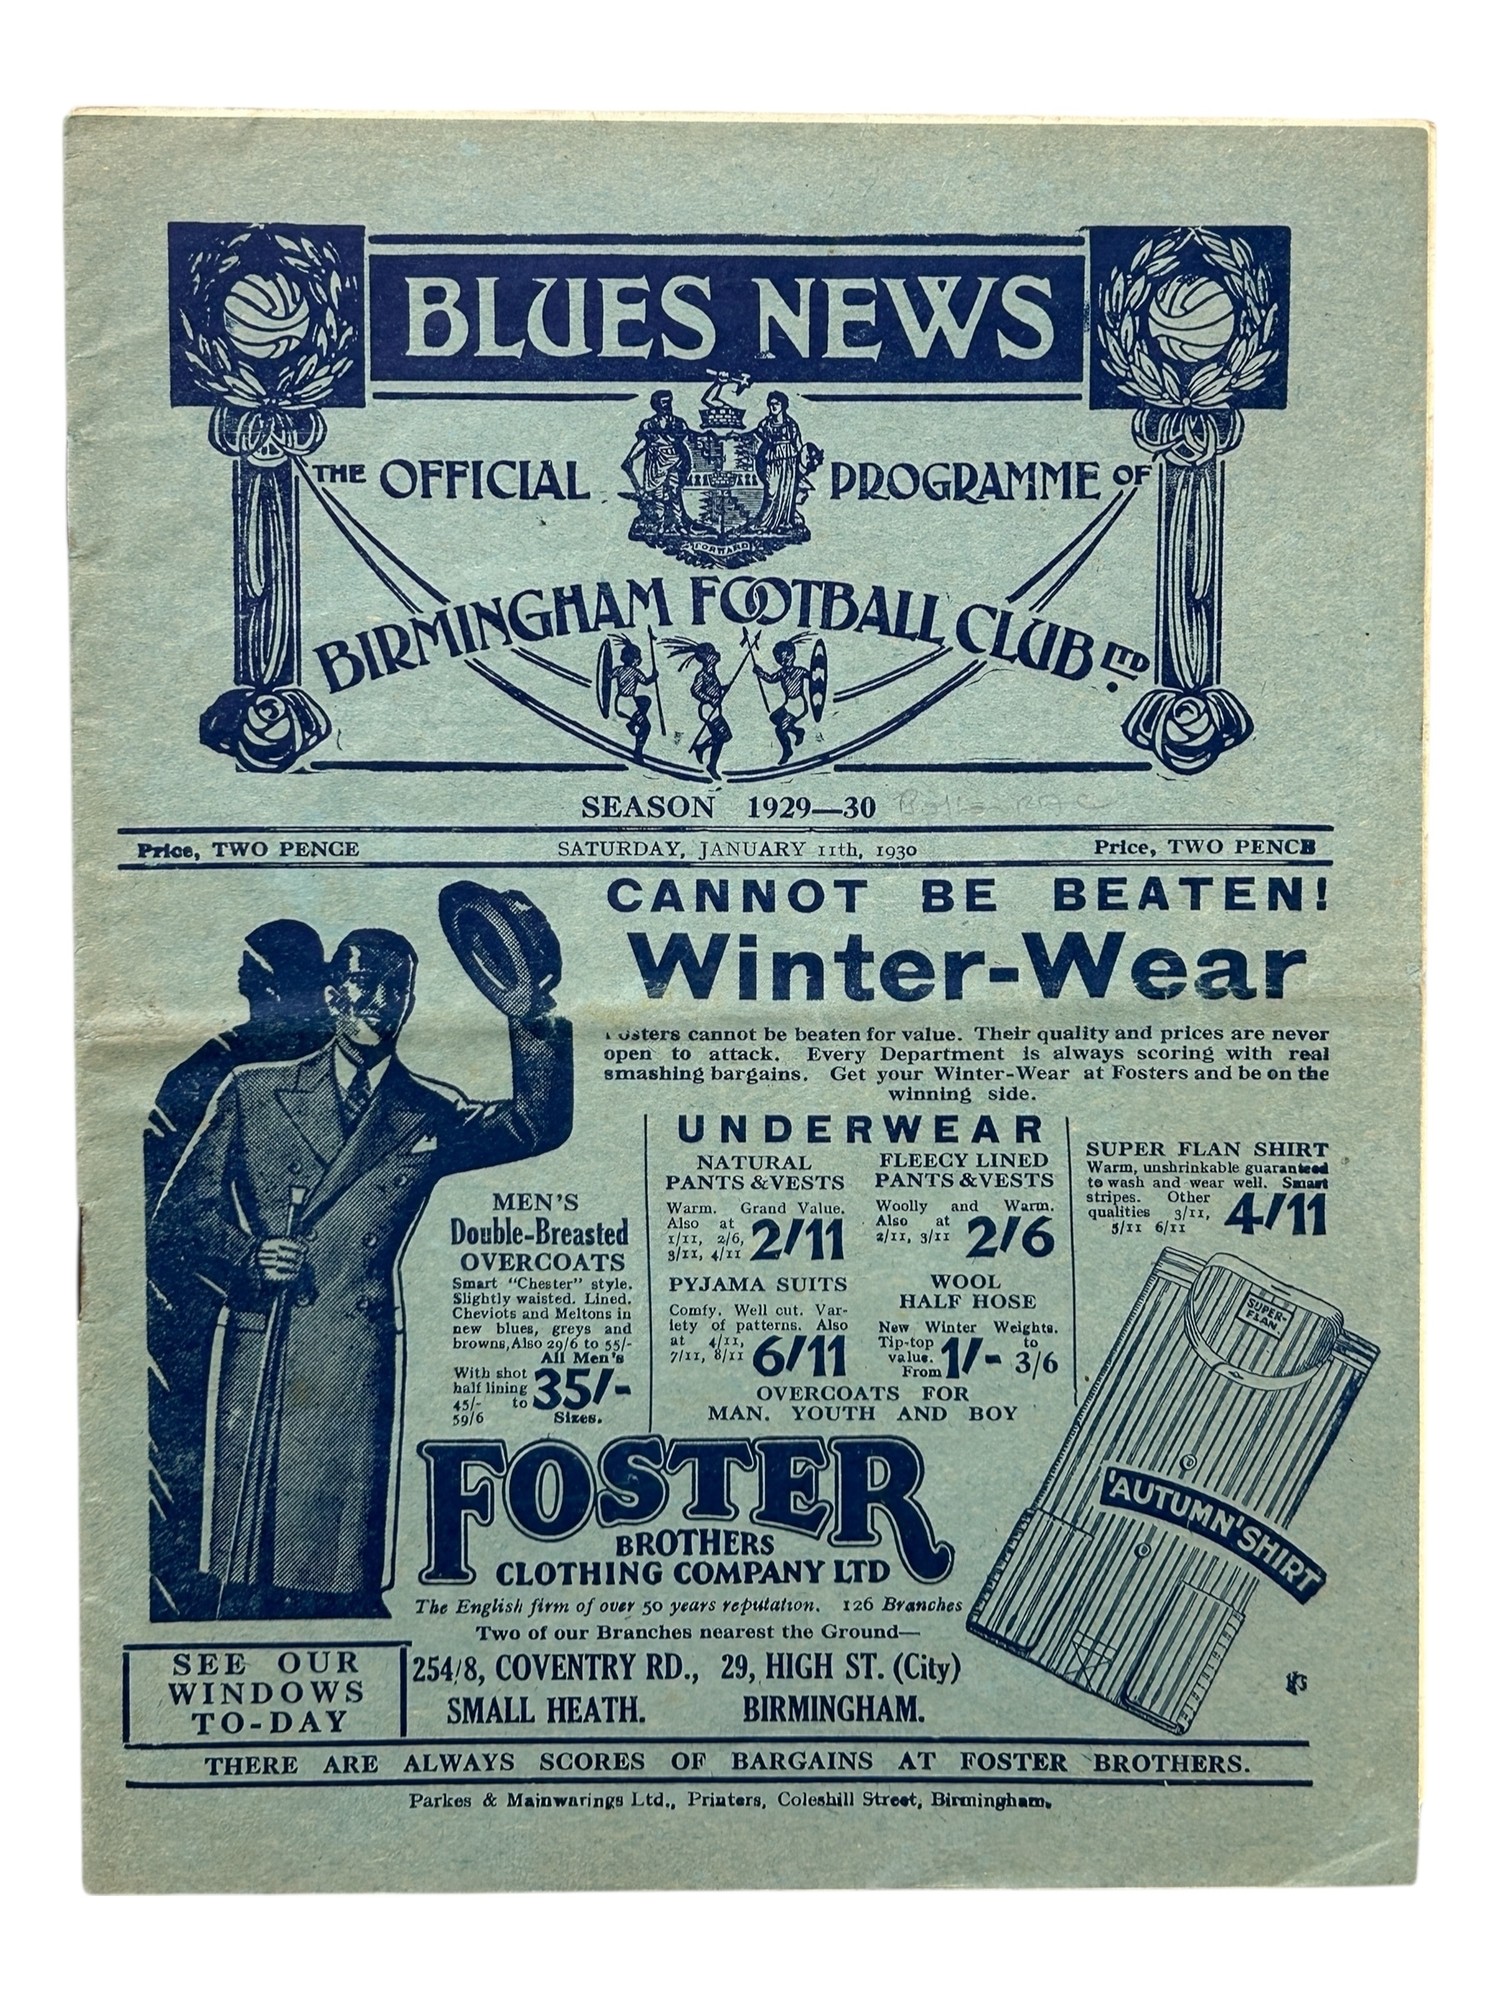 BLUES NEWS
THE OFFICIAL PROGRAMME OF
FORWARD
BIRMINGHAM FOOTBALL CLUB LTD.
SEASON 1929—30
Price, TWO PENCE SATURDAY, JANUARY 11th, 1930 Price, TWO PENCE
CANNOT BE BEATEN!
Winter-Wear
Fosters cannot be beaten for value. Their quality and prices are never
open to attack. Every Department is always scoring with real
smashing bargains. Get your Winter-Wear at Fosters and be on the
winning side.
MEN'S
Double-Breasted
OVERCOATS
Smart "Chester" style.
Slightly waisted. Lined.
Cheviots and Meltons in
new blues, greys and
browns, Also 29/6 to 55/-
All Men's
With shot
half lining
45/- to
59/6
35/-
Sizes.
UNDERWEAR
NATURAL
PANTS & VESTS
Warm. Grand Value.
Also at
1/11, 2/6,
3/11, 4/11
2/11
FLEECY LINED
PANTS & VESTS
Woolly and Warm.
Also at
2/11, 3/11
2/6
PYJAMA SUITS
Comfy. Well cut. Var-
iety of patterns. Also
at 4/11,
7/11, 8/11
6/11
WOOL
HALF HOSE
New Winter Weights.
Tip-top
value.
From
1/- to
3/6
OVERCOATS FOR
MAN. YOUTH AND BOY
SUPER FLAN SHIRT
Warm, unshrinkable guaranteed
to wash and wear well. Smart
stripes. Other
qualities 3/11,
5/11 6/11
4/11
SUPER-
FLAN.
'AUTUMN' SHIRT
FOSTER
BROTHERS
CLOTHING COMPANY LTD
The English firm of over 50 years reputation. 126 Branches
Two of our Branches nearest the Ground—
254/8, COVENTRY RD., 29, HIGH ST. (City)
SMALL HEATH. BIRMINGHAM.
SEE OUR
WINDOWS
TO-DAY
THERE ARE ALWAYS SCORES OF BARGAINS AT FOSTER BROTHERS.
Parkes & Mainwarings Ltd., Printers, Coleshill Street, Birmingham.